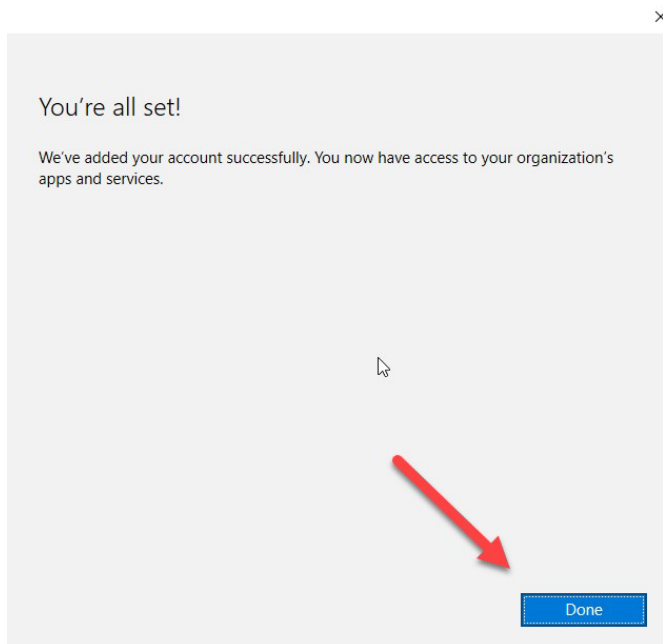 You’re all set!
We’ve added your account successfully. You now have access to your organization’s
apps and services.
Done